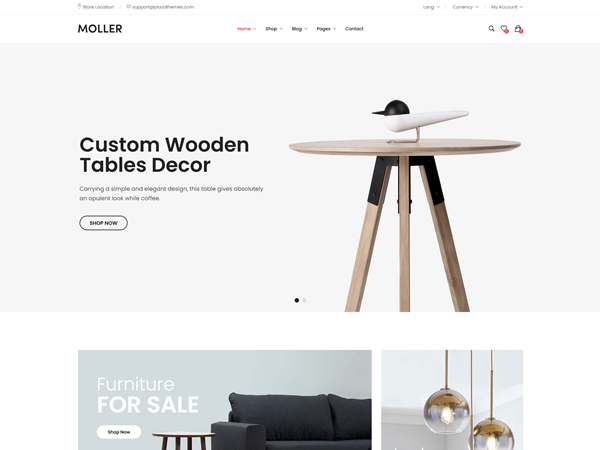 Store Location
support@plazathemes.com
Lang
Currency
My Account
MOLLER
Home
Shop
Blog
Pages
Contact
Custom Wooden
Tables Decor
Carrying a simple and elegant design, this table gives absolutely
an opulent look while coffee.
SHOP NOW
Furniture
FOR SALE
Shop Now